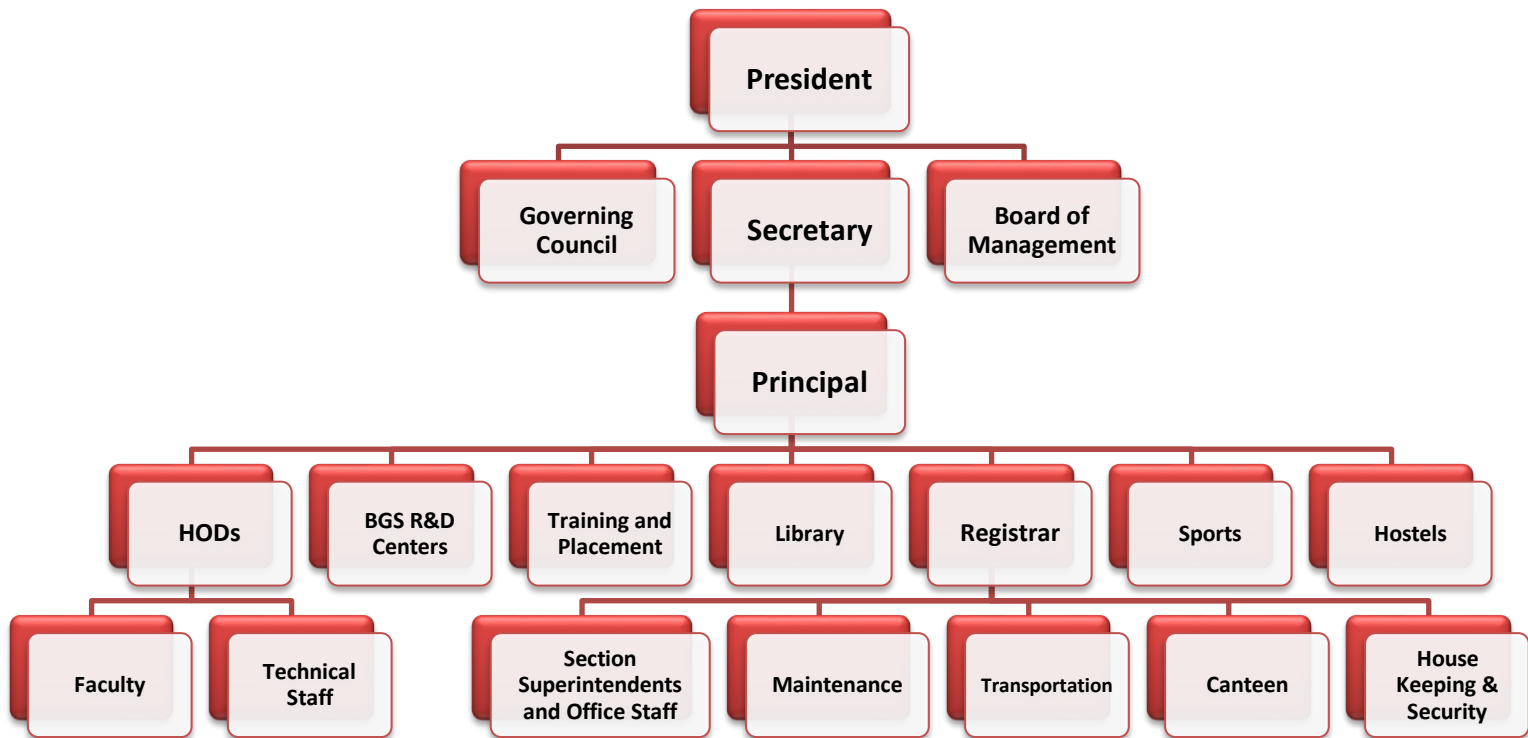 President
Governing
Council
Secretary
Board of
Management
Principal
HODs
BGS R&D
Centers
Training and
Placement
Library
Registrar
Sports
Hostels
Faculty
Technical
Staff
Section
Superintendents
and Office Staff
Maintenance
Transportation
Canteen
House
Keeping &
Security